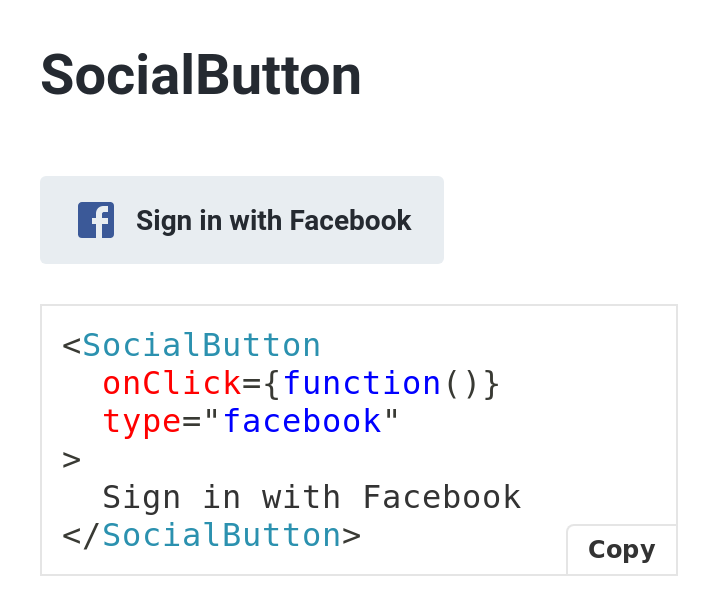 SocialButton
Sign in with Facebook
<SocialButton
  onClick={function()}
  type="facebook"
>
  Sign in with Facebook
</SocialButton>
Copy